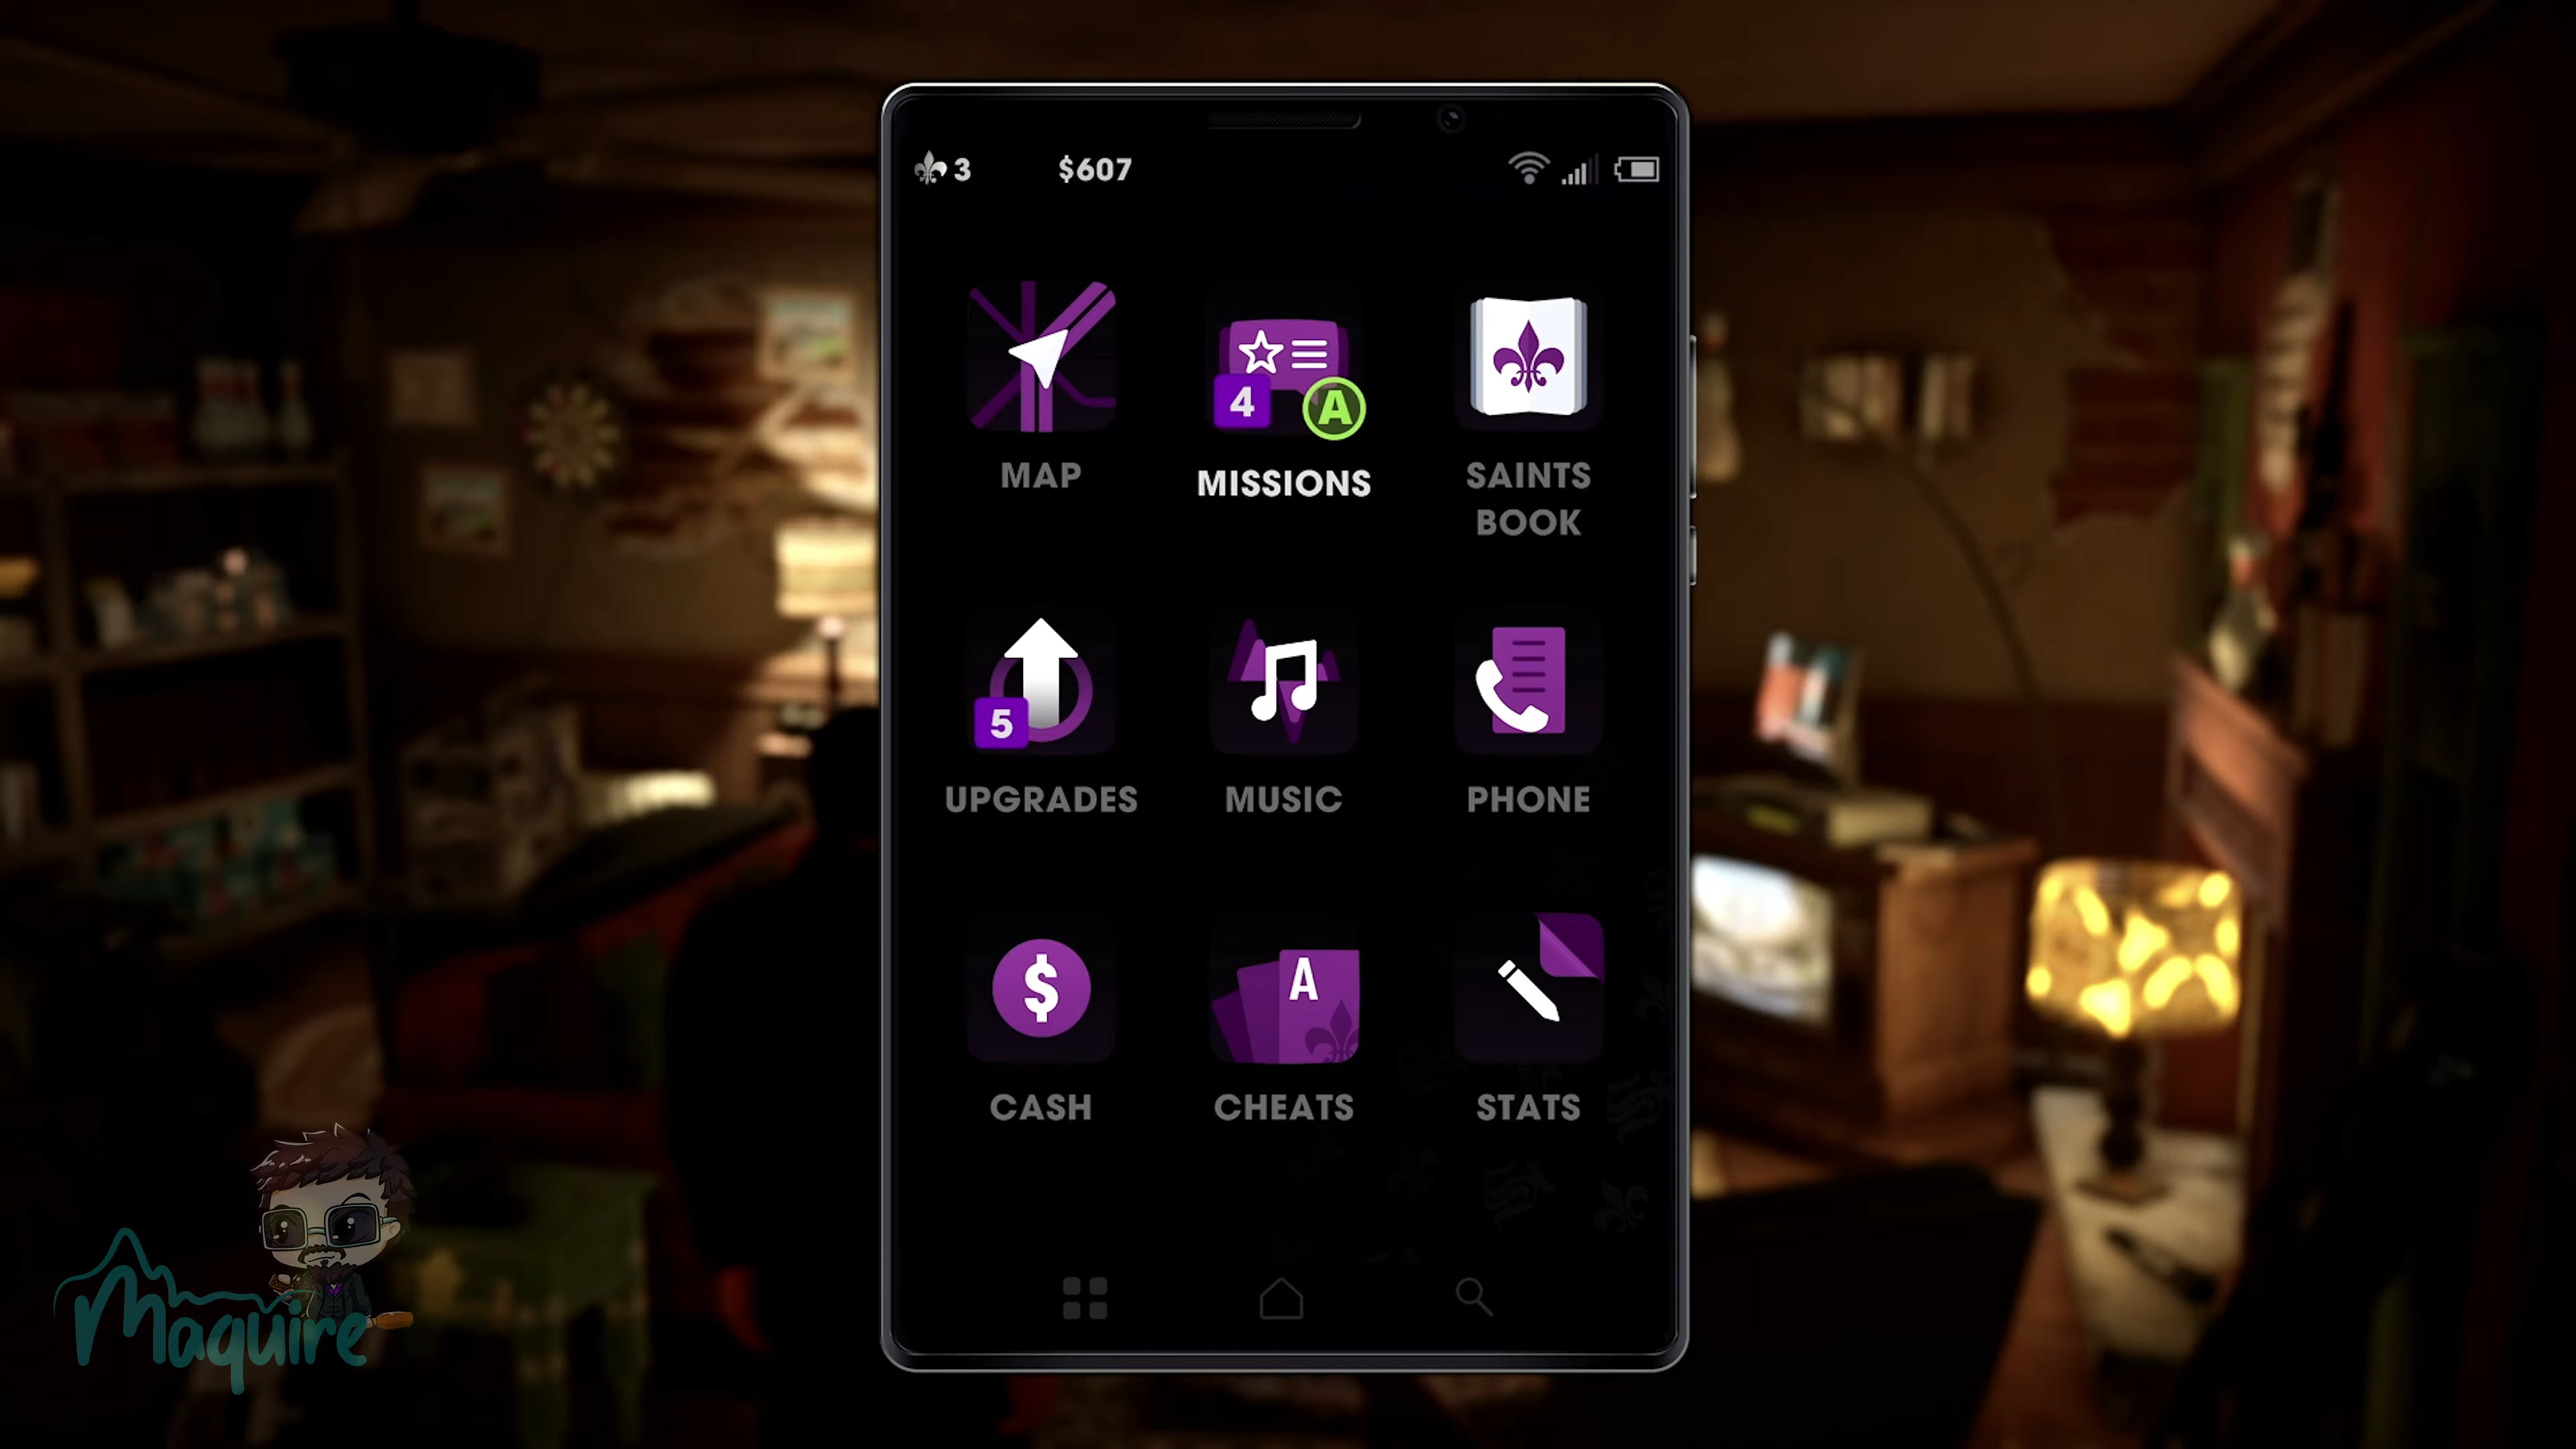 3 $607
4 A
MAP MISSIONS SAINTS
BOOK
5
UPGRADES MUSIC PHONE
$ A
CASH CHEATS STATS
Maquire